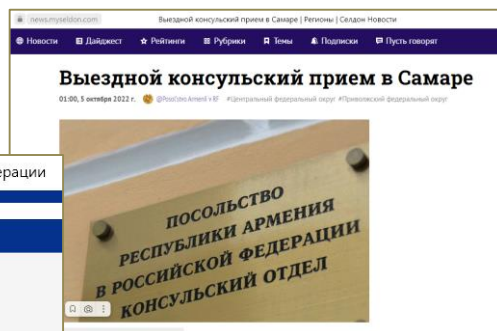 news.myseldon.com Выездной консульский прием в Самаре | Регионы | Селдон Новости
Новости Дайджест Рейтинги Рубрики Темы Подписки Пусть говорят
Выездной консульский прием в Самаре
01:00, 5 октября 2022 г. #Центральный федеральный округ #Приволжский федеральный округ
ерации
ПОСОЛЬСТВО
РЕСПУБЛИКИ АРМЕНИЯ
В РОССИЙСКОЙ ФЕДЕРАЦИИ
КОНСУЛЬСКИЙ ОТДЕЛ